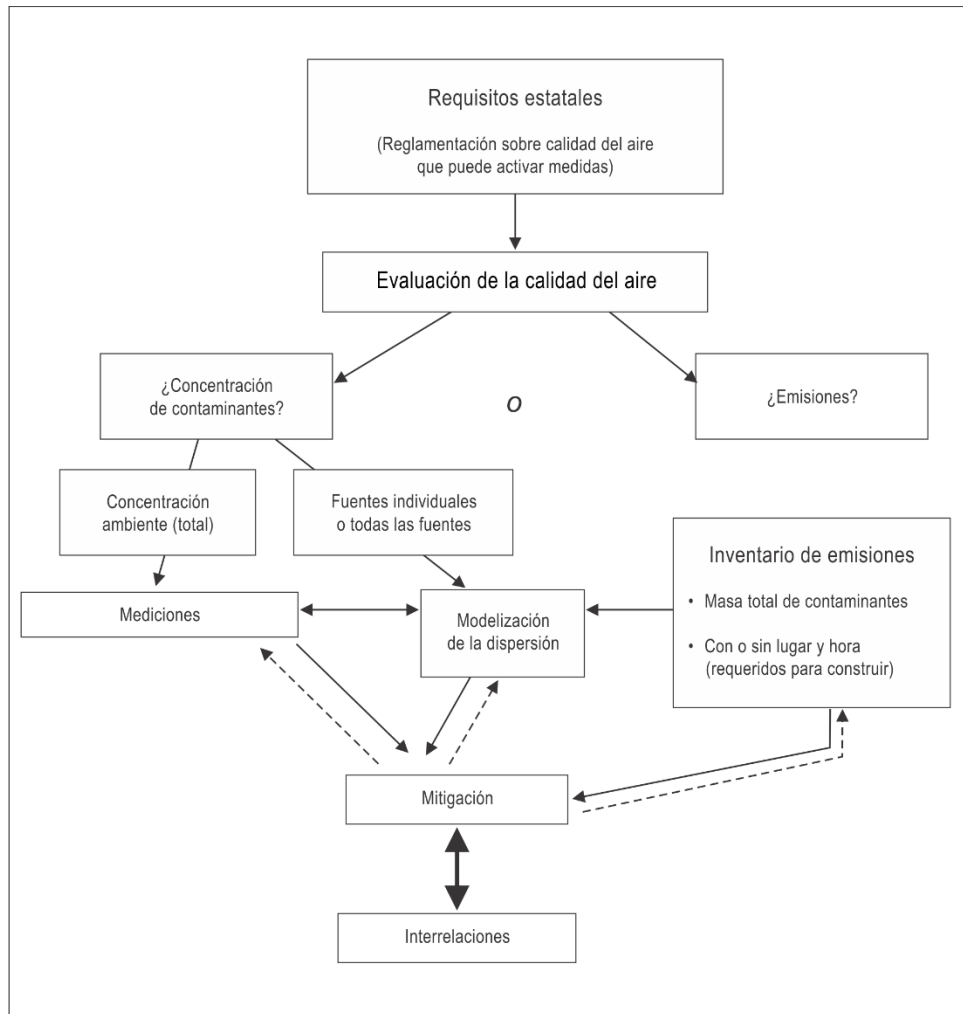 Requisitos estatales
(Reglamentación sobre calidad del aire
que puede activar medidas)
Evaluación de la calidad del aire
¿Concentración
de contaminantes?
o
¿Emisiones?
Concentración
ambiente (total)
Fuentes individuales
o todas las fuentes
Inventario de emisiones
• Masa total de contaminantes
• Con o sin lugar y hora
(requeridos para construir)
Mediciones
Modelización
de la dispersión
Mitigación
Interrelaciones